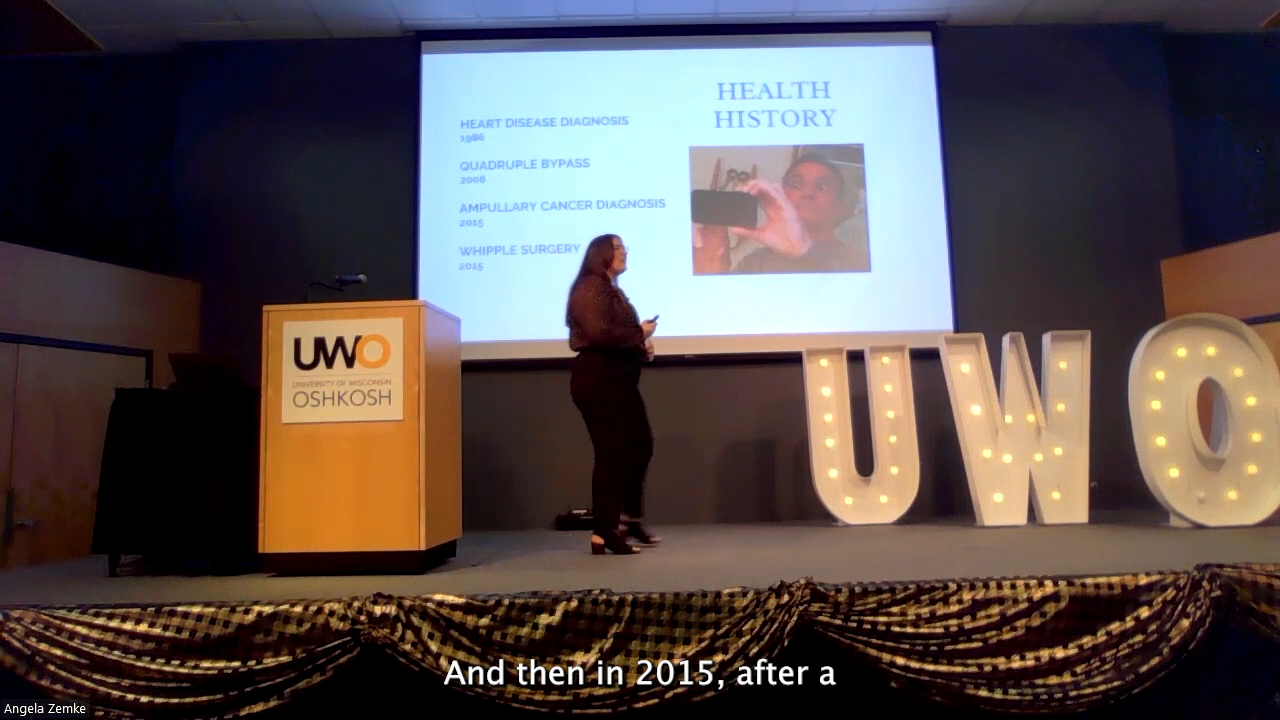 HEALTH
HISTORY
HEART DISEASE DIAGNOSIS
1986
QUADRUPLE BYPASS
2008
AMPULLARY CANCER DIAGNOSIS
2015
WHIPPLE SURGERY
2015
UWO
UNIVERSITY OF WISCONSIN
OSHKOSH
UWO
And then in 2015, after a
Angela Zemke